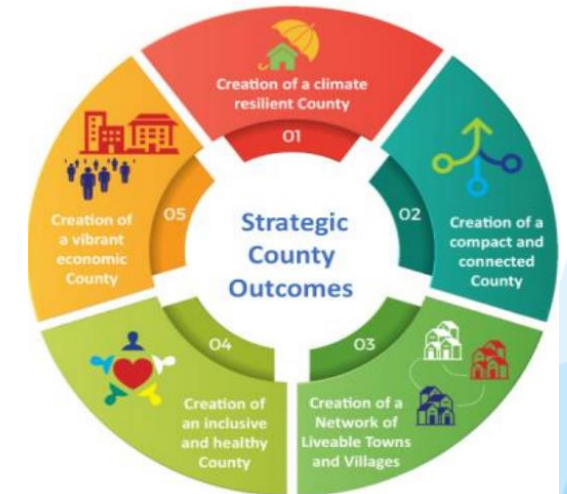 Creation of a climate
resilient County
01
02
Creation of a
compact and
connected
County
03
Creation of a
Network of
Liveable Towns
and Villages
04
Creation of
an inclusive
and healthy
County
05
Creation of
a vibrant
economic
County
Strategic
County
Outcomes